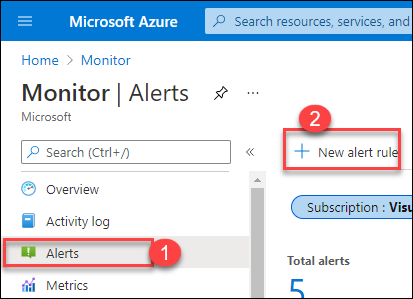 Microsoft Azure
Search resources, services, and
Home > Monitor
Monitor | Alerts
...
Microsoft
Search (Ctrl+/)
«
2
+ New alert rule
Overview
Activity log
Subscription : Visu
Alerts
1
Total alerts
5
Metrics